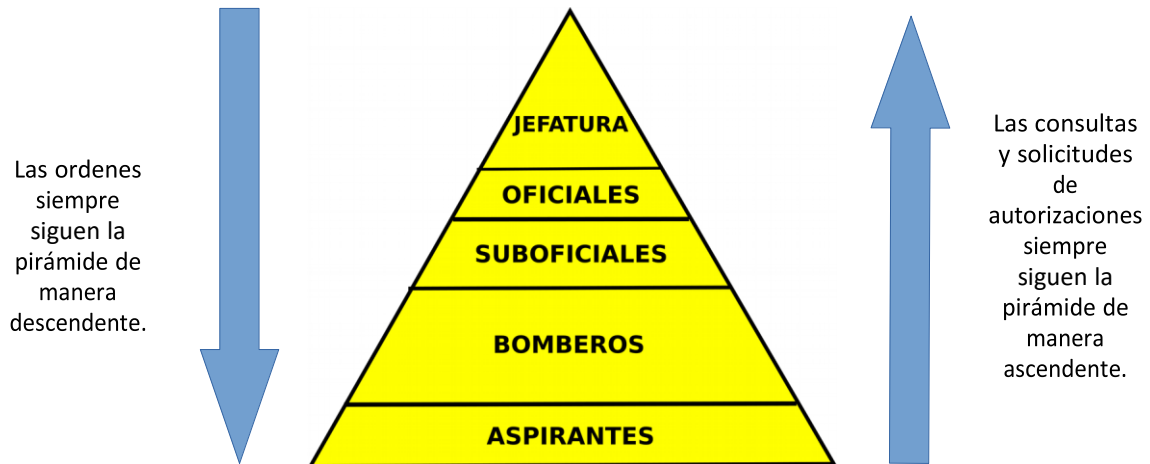 Las ordenes
siempre
siguen la
pirámide de
manera
descendente.
JEFATURA
OFICIALES
SUBOFICIALES
BOMBEROS
ASPIRANTES
Las consultas
y solicitudes
de
autorizaciones
siempre
siguen la
pirámide de
manera
ascendente.